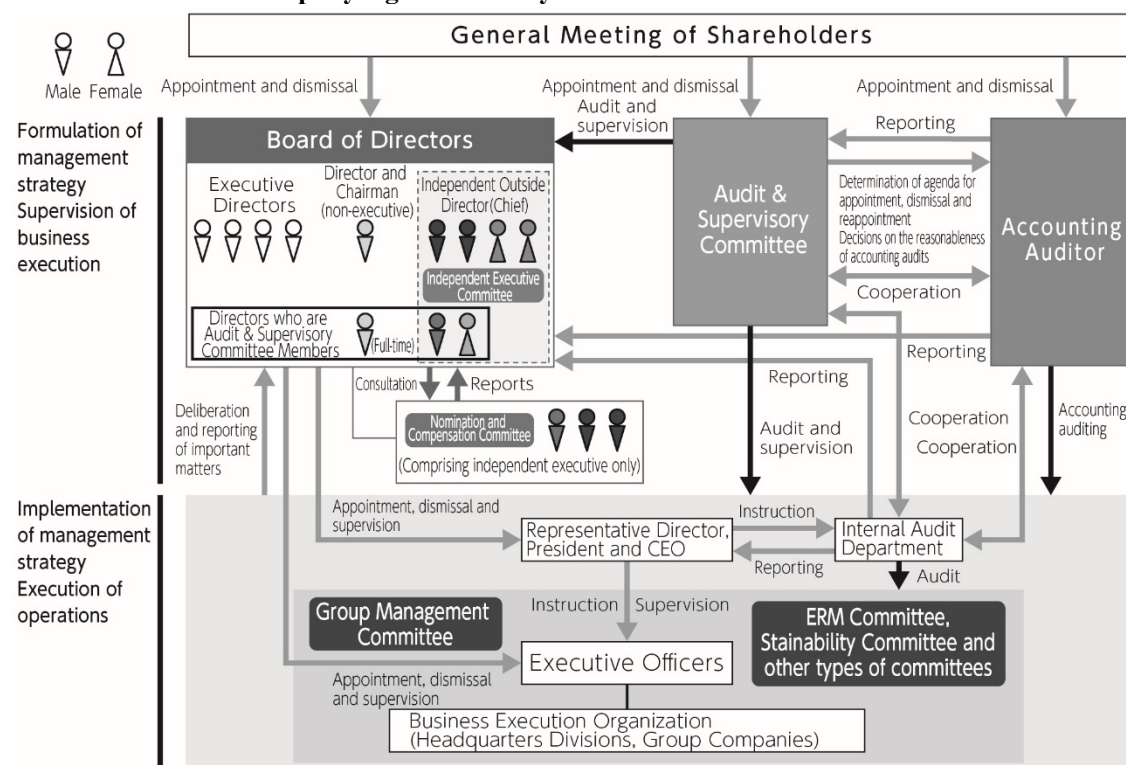 General Meeting of Shareholders
Male Female
Appointment and dismissal
Appointment and dismissal
Appointment and dismissal
Formulation of
management
strategy
Supervision of
business
execution
Board of Directors
Audit and
supervision
Executive
Directors
Director and
Chairman
(non-executive)
Independent Outside
Director(Chief)
Independent Executive
Committee
Directors who are
Audit & Supervisory
Committee Members
(Full-time)
Audit &
Supervisory
Committee
Reporting
Determination of agenda for
appointment, dismissal and
reappointment
Decisions on the reasonableness
of accounting audits
Cooperation
Accounting
Auditor
Reporting
Reporting
Consultation
Reports
Nomination and
Compensation Committee
(Comprising independent executive only)
Deliberation
and reporting
of important
matters
Audit and
supervision
Cooperation
Cooperation
Accounting
auditing
Implementation
of management
strategy
Execution of
operations
Appointment, dismissal and
supervision
Representative Director,
President and CEO
Instruction
Reporting
Internal Audit
Department
Audit
Instruction
Supervision
Group Management
Committee
ERM Committee,
Stainability Committee and
other types of committees
Executive Officers
Appointment, dismissal
and supervision
Business Execution Organization
(Headquarters Divisions, Group Companies)